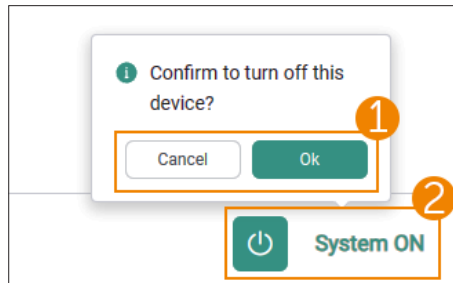 Confirm to turn off this
device?
1
Cancel Ok
2
System ON